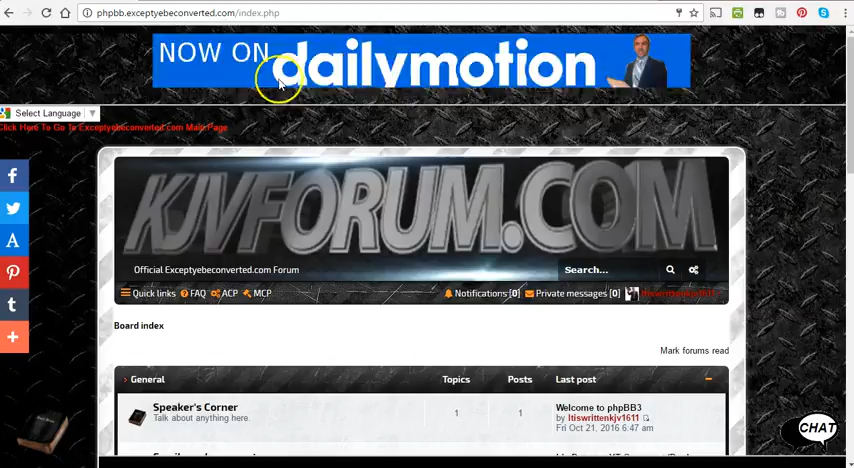 phpbb.exceptyebeconverted.com/index.php
NOW ON dailymotion
Select Language ▼
Click Here To Go To Exceptyebeconverted.com Main Page
KJVFORUM.COM
Official Exceptyebeconverted.com Forum
Search...
Quick links FAQ ACP MCP
Notifications [0] Private messages [0]
Board index
Mark forums read
General Topics Posts Last post
Speaker's Corner
Talk about anything here.
1 1
Welcome to phpBB3
by Itiswrittenkjv1611
Fri Oct 21, 2016 6:47 am
CHAT